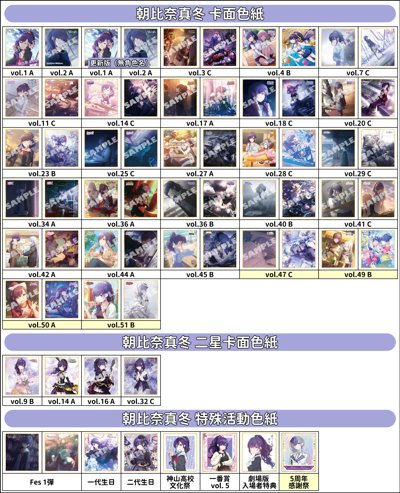 朝比奈真冬 卡面色紙
更新版（無角色名）
vol.1 A vol.2 A vol.1 A vol.2 A vol.3 C vol.4 B vol.7 C
vol.11 C vol.14 C vol.17 A vol.18 C vol.20 C
vol.23 B vol.25 C vol.27 A vol.28 C vol.29 C
vol.34 A vol.36 A vol.36 B vol.40 B vol.41 C
vol.42 A vol.44 A vol.45 B vol.47 C vol.49 B
vol.50 A vol.51 B
朝比奈真冬 二星卡面色紙
vol.9 B vol.14 A vol.16 A vol.32 C
朝比奈真冬 特殊活動色紙
Fes 1彈 一代生日 二代生日 神山高校 文化祭 一番賞 vol. 5 劇場版 入場者特典 5周年 感謝祭